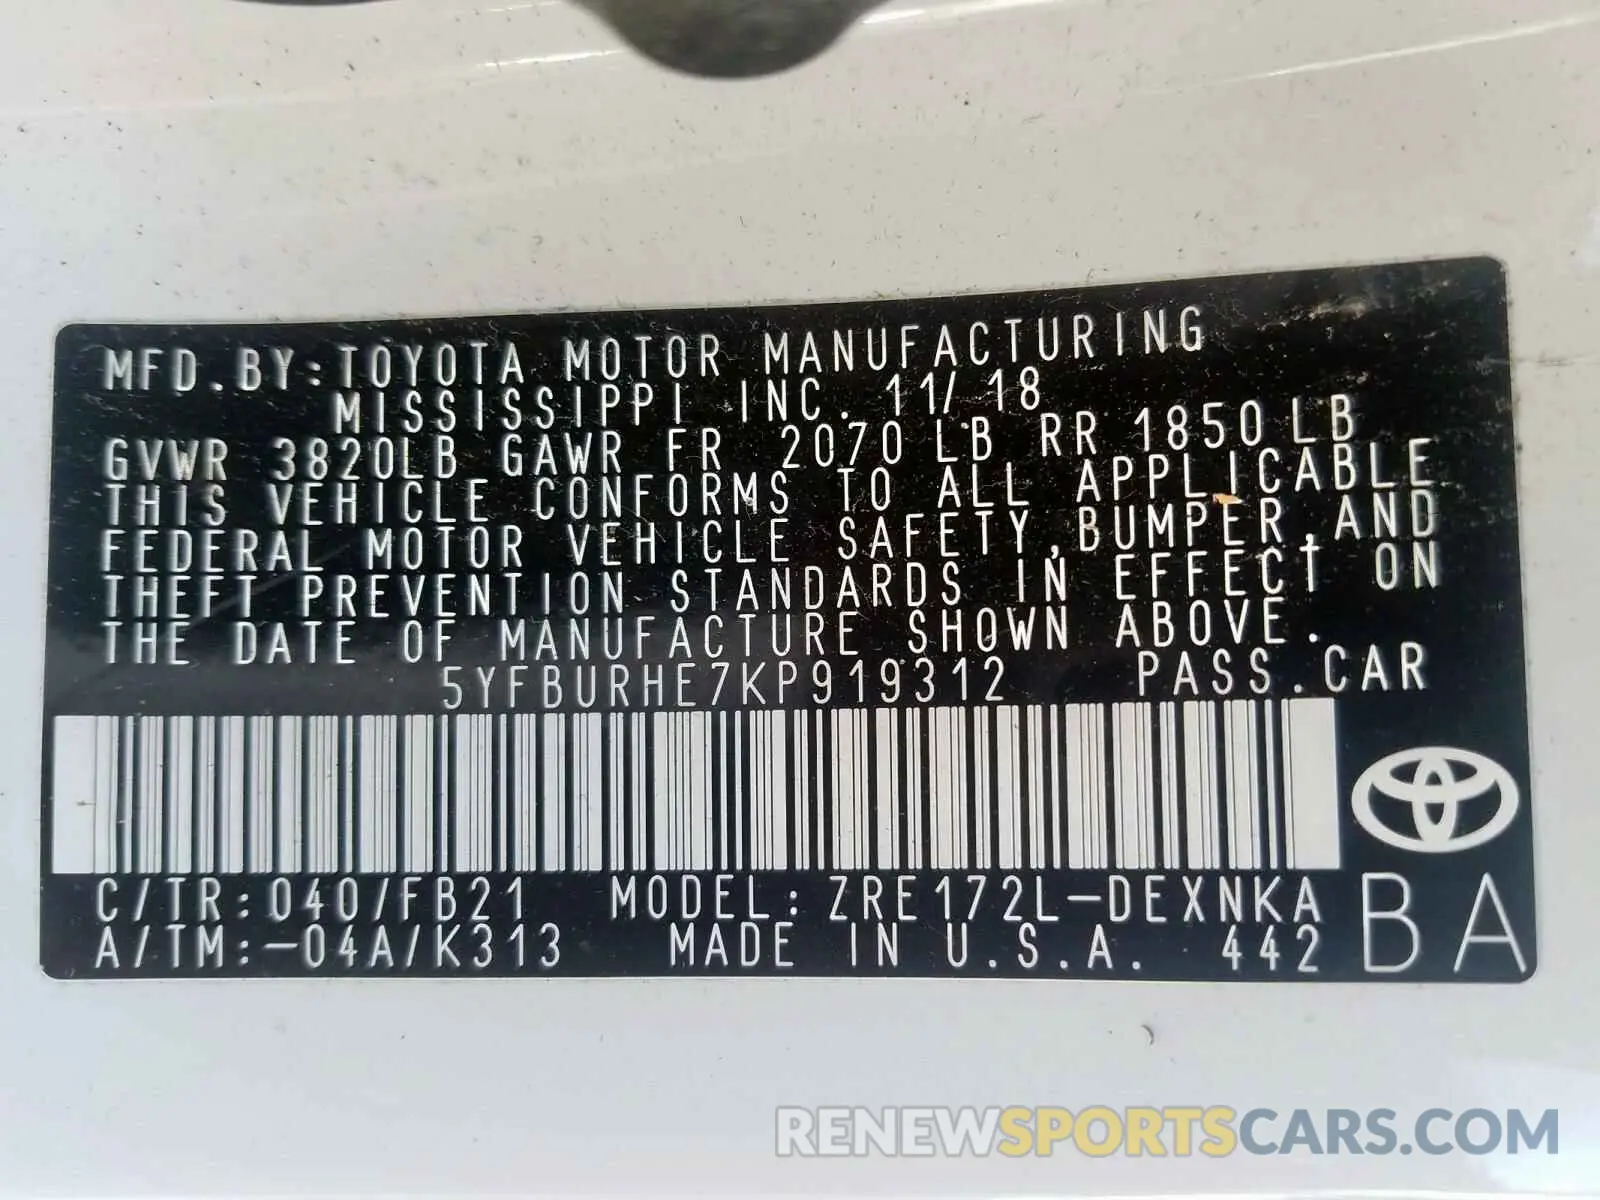 MFD.BY:TOYOTA MOTOR MANUFACTURING
MISSISSIPPI INC. 11/18
GVWR 3820LB GAWR FR 2070 LB RR 1850 LB
THIS VEHICLE CONFORMS TO ALL APPLICABLE
FEDERAL MOTOR VEHICLE SAFETY,BUMPER,AND
THEFT PREVENTION STANDARDS IN EFFECT ON
THE DATE OF MANUFACTURE SHOWN ABOVE.
5YFBURHE7KP919312 PASS.CAR
C/TR:040/FB21 MODEL:ZRE172L-DEXNKA
A/TM:-04A/K313 MADE IN U.S.A. 442
BA
RENEWSPORTSCARS.COM